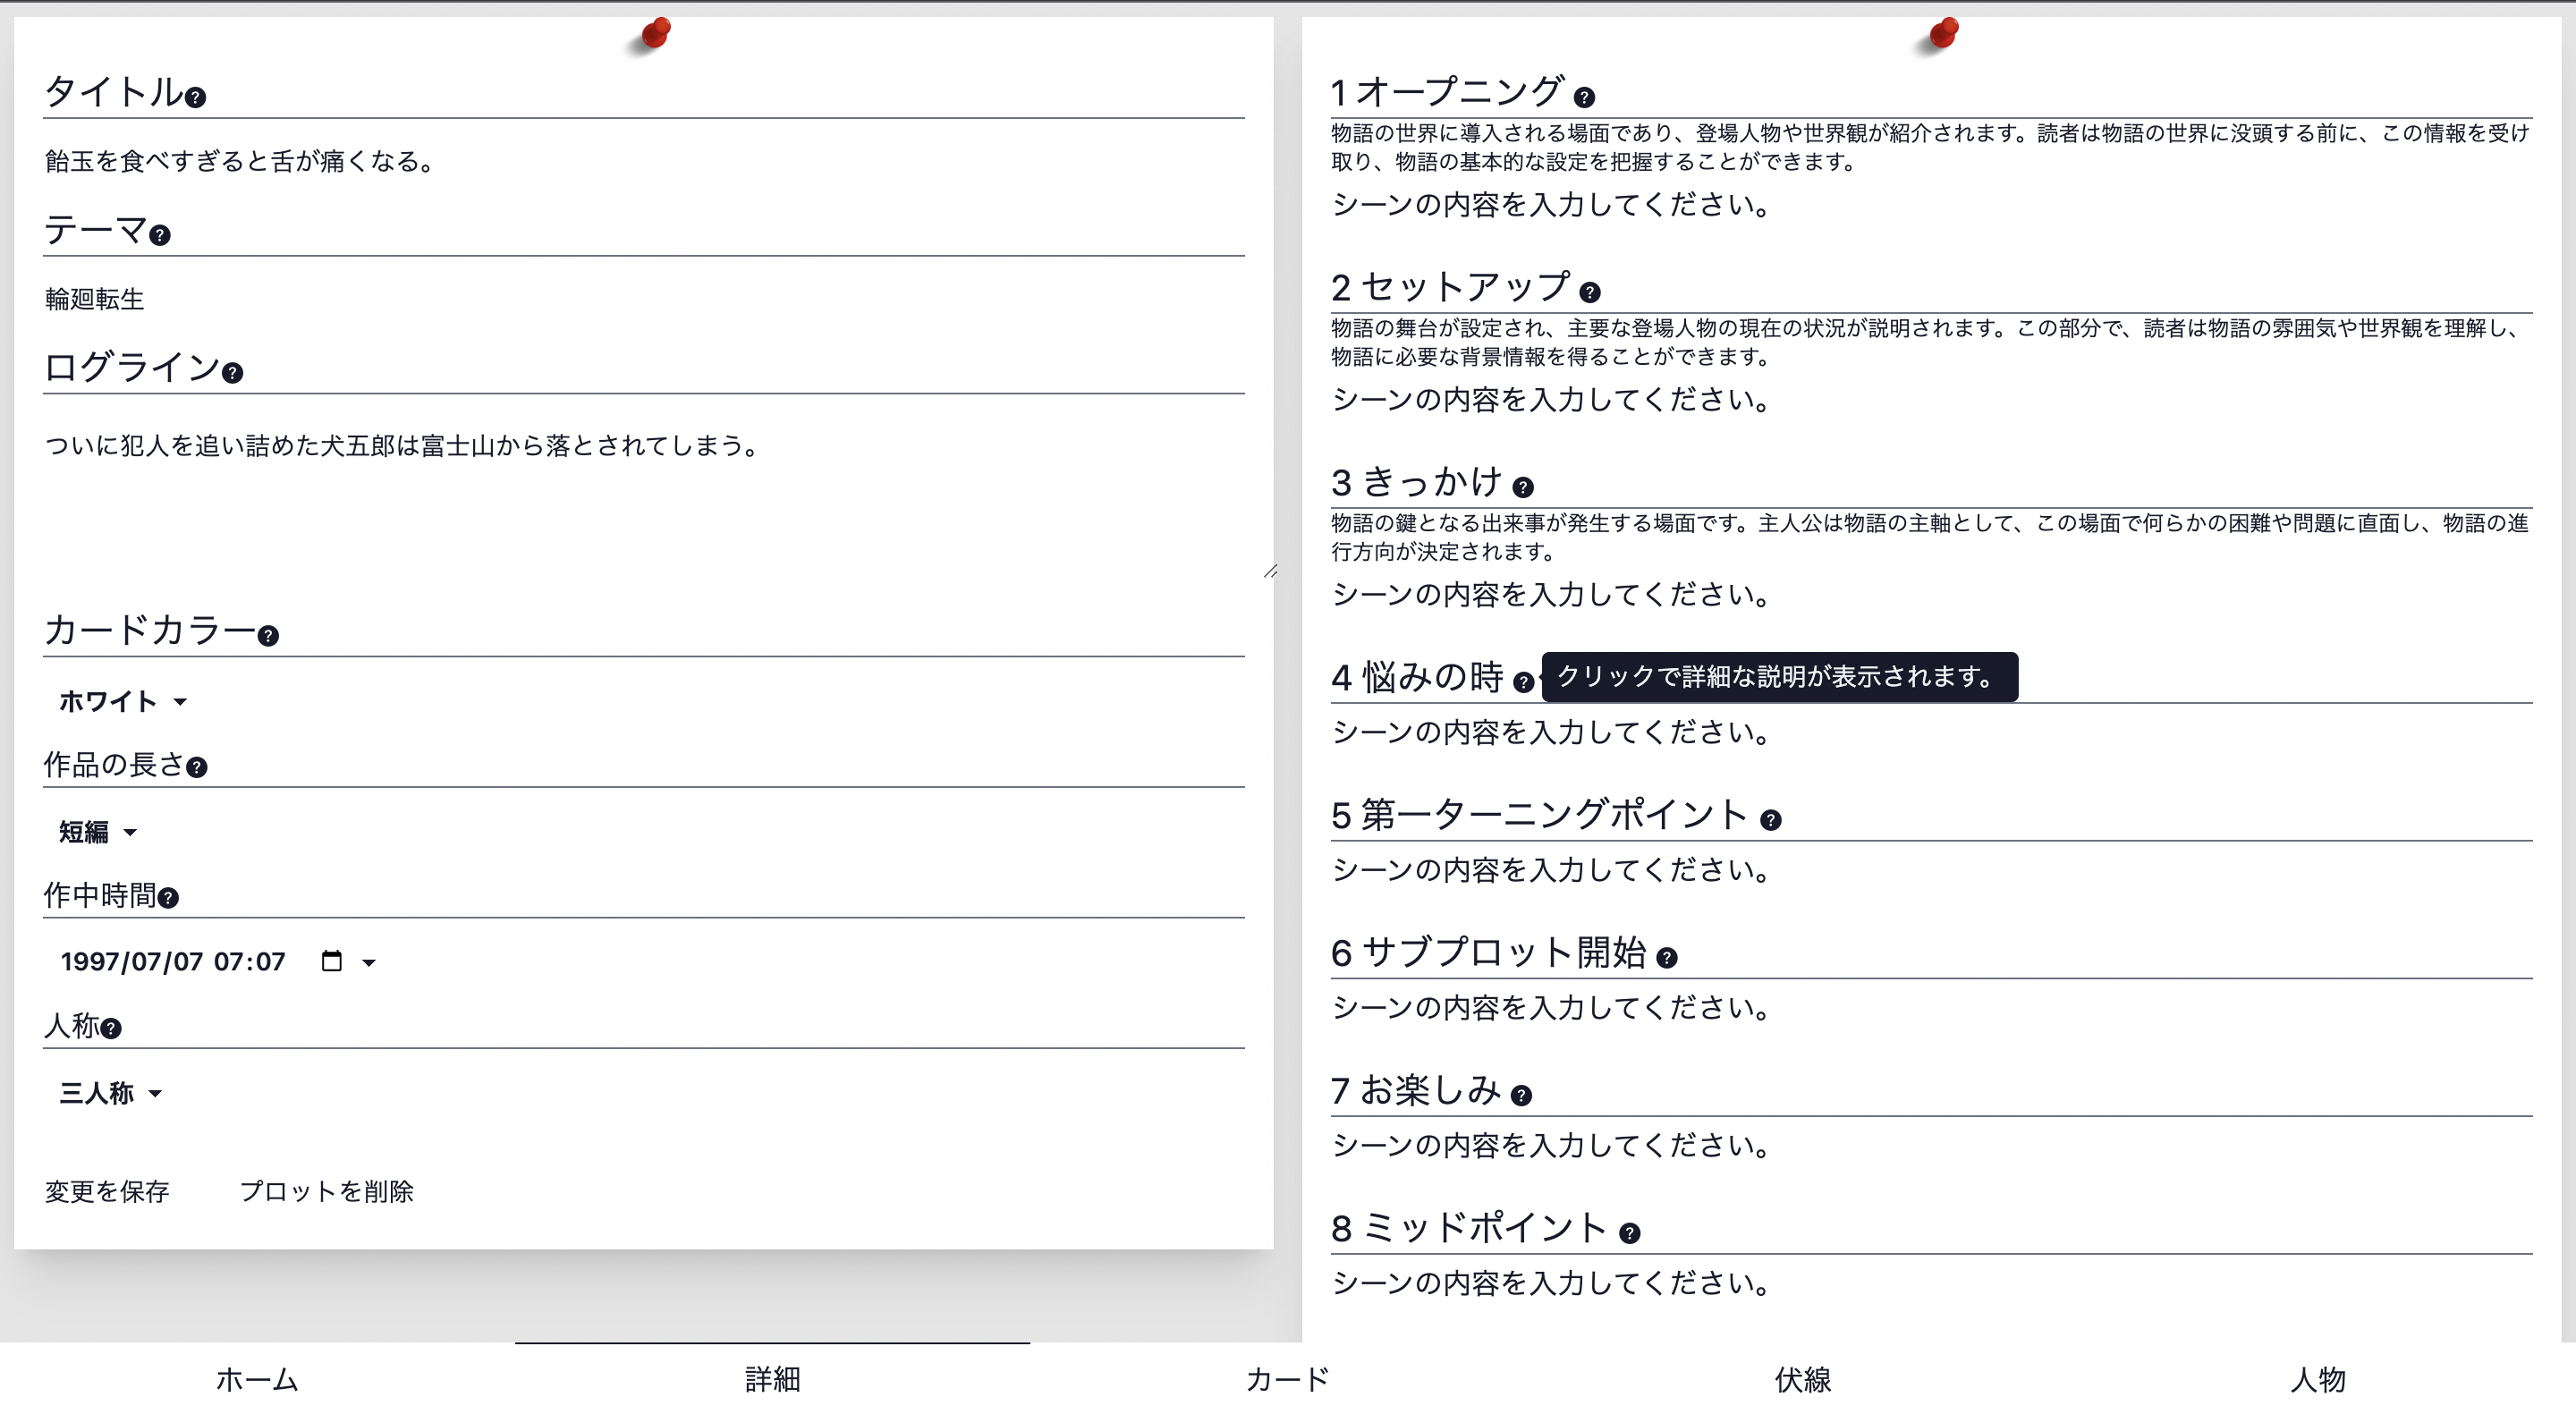 タイトル
飴玉を食べすぎると舌が痛くなる。
テーマ
輪廻転生
ログライン
ついに犯人を追い詰めた犬五郎は富士山から落とされてしまう。
カードカラー
ホワイト
作品の長さ
短編
作中時間
1997/07/07 07:07
人称
三人称
変更を保存 プロットを削除
1 オープニング
物語の世界に導入される場面であり、登場人物や世界観が紹介されます。読者は物語の世界に没頭する前に、この情報を受け
取り、物語の基本的な設定を把握することができます。
シーンの内容を入力してください。
2 セットアップ
物語の舞台が設定され、主要な登場人物の現在の状況が説明されます。この部分で、読者は物語の雰囲気や世界観を理解し、
物語に必要な背景情報を得ることができます。
シーンの内容を入力してください。
3 きっかけ
物語の鍵となる出来事が発生する場面です。主人公は物語の主軸として、この場面で何らかの困難や問題に直面し、物語の進
行方向が決定されます。
シーンの内容を入力してください。
4 悩みの時 クリックで詳細な説明が表示されます。
シーンの内容を入力してください。
5 第一ターニングポイント
シーンの内容を入力してください。
6 サブプロット開始
シーンの内容を入力してください。
7 お楽しみ
シーンの内容を入力してください。
8 ミッドポイント
シーンの内容を入力してください。
ホーム 詳細 カード 伏線 人物